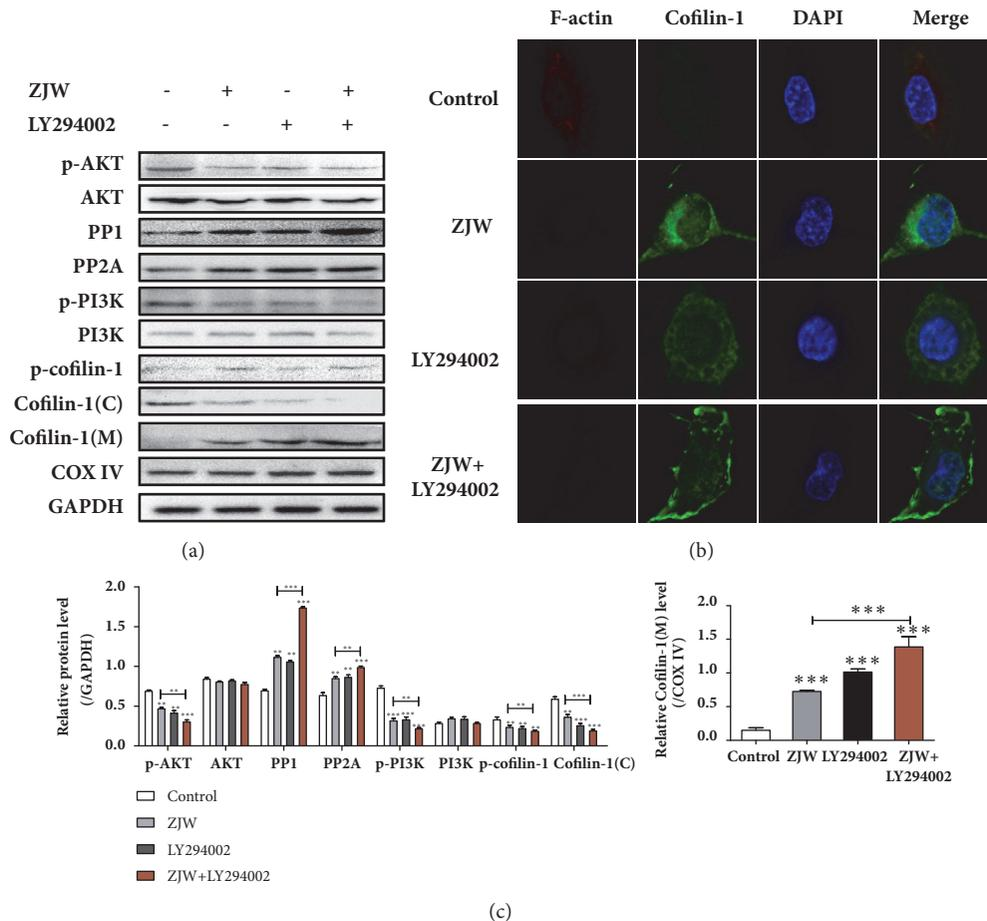 ZJW - + - +
LY294002 - - + +
p-AKT
AKT
PP1
PP2A
p-PI3K
PI3K
p-cofilin-1
Cofilin-1(C)
Cofilin-1(M)
COX IV
GAPDH
(a)
F-actin Cofilin-1 DAPI Merge
Control
ZJW
LY294002
ZJW+
LY294002
(b)
Relative protein level
(/GAPDH)
2.0
1.5
1.0
0.5
0.0
** ** *** **
** ** *** ***
** ** *** **
*** *** *** **
** ** ** **
** *** *** ***
p-AKT AKT PP1 PP2A p-PI3K PI3K p-cofilin-1 Cofilin-1(C)
Control
ZJW
LY294002
ZJW+LY294002
Relative Cofilin-1(M) level
(/COX IV)
2.0
1.5
1.0
0.5
0.0
***
*** *** ***
Control ZJW LY294002 ZJW+
LY294002
(c)